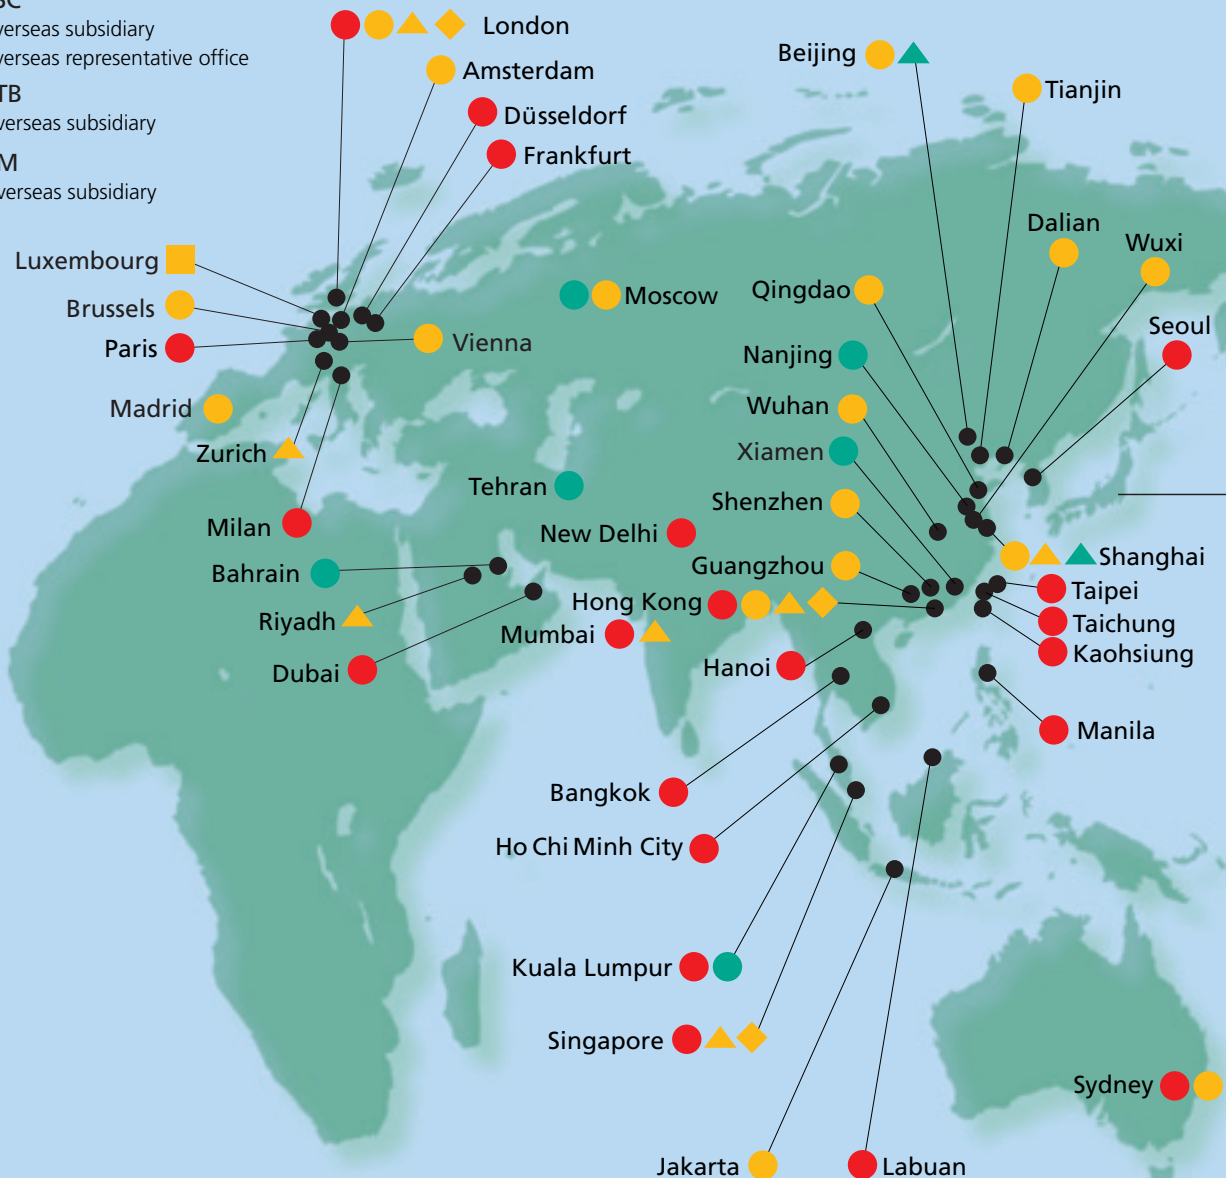 SC
verseas subsidiary
verseas representative office
TB
verseas subsidiary
M
verseas subsidiary
London
Amsterdam
Düsseldorf
Frankfurt
Beijing
Tianjin
Dalian
Wuxi
Seoul
Luxembourg
Brussels
Paris
Vienna
Madrid
Zurich
Milan
Bahrain
Riyadh
Dubai
Moscow
Tehran
New Delhi
Qingdao
Nanjing
Wuhan
Xiamen
Shenzhen
Guangzhou
Hong Kong
Mumbai
Hanoi
Shanghai
Taipei
Taichung
Kaohsiung
Manila
Bangkok
Ho Chi Minh City
Kuala Lumpur
Singapore
Sydney
Jakarta
Labuan